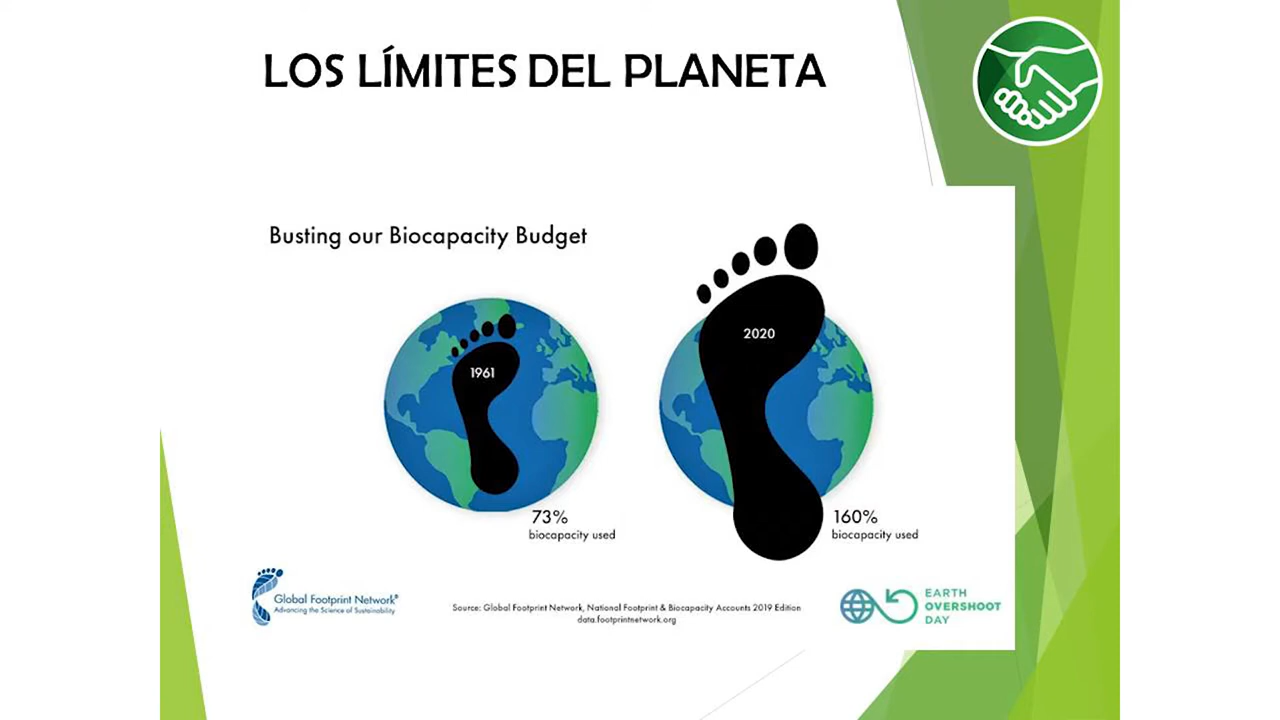 LOS LÍMITES DEL PLANETA
Busting our Biocapacity Budget
1961
2020
73%
biocapacity used
160%
biocapacity used
Global Footprint Network®
Advancing the Science of Sustainability
Source: Global Footprint Network, National Footprint & Biocapacity Accounts 2019 Edition
data.footprintnetwork.org
EARTH
OVERSHOOT
DAY